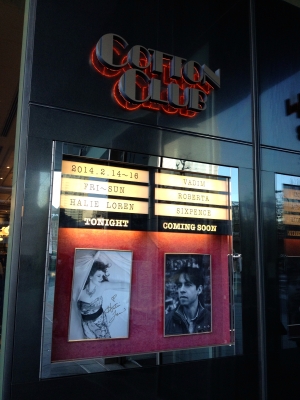 COTTON
CLUB
2014.2.14~16
FRI~SUN
HALIE LOREN
TONIGHT
VADIM
ROBERTA
SIXPENCE
COMING SOON